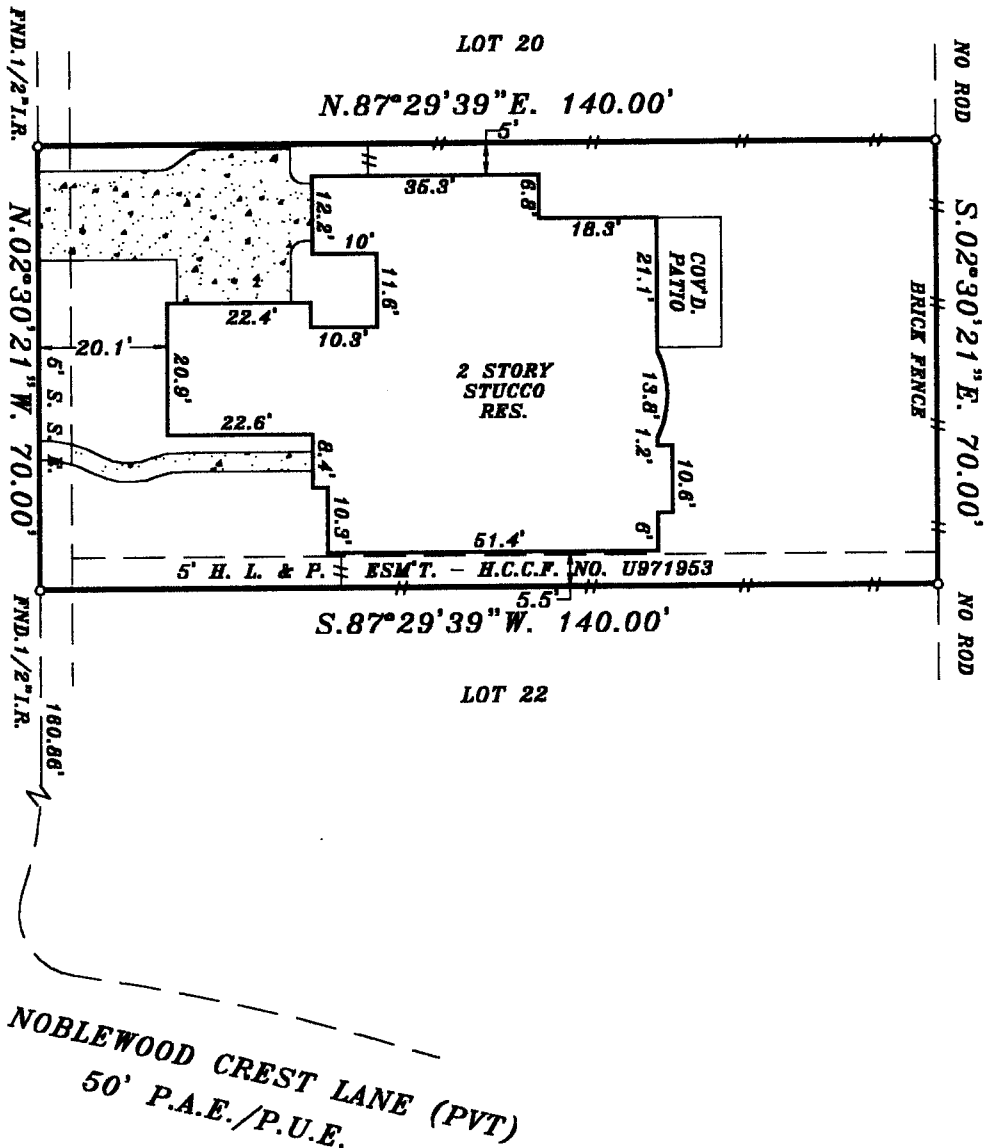 LOT 20
NO ROD
FND.1/2"I.R.
N.87°29'39"E. 140.00'
5'
35.3'
6.8'
18.3'
12.2'
10'
11.6'
10.3'
22.4'
20.1'
20.9'
22.6'
8.4'
10.3'
COV'D.
PATIO
21.1'
13.8'
1.2'
10.6'
6'
51.4'
2 STORY
STUCCO
RES.
BRICK FENCE
S.02°30'21"E. 70.00'
N.02°30'21"W. 70.00'
5' S. S. E.
5' H. L. & P. ESM'T. - H.C.C.F. NO. U971953
5.5'
S.87°29'39"W. 140.00'
NO ROD
FND.1/2"I.R.
LOT 22
160.86'
NOBLEWOOD CREST LANE (PVT)
50' P.A.E./P.U.E.